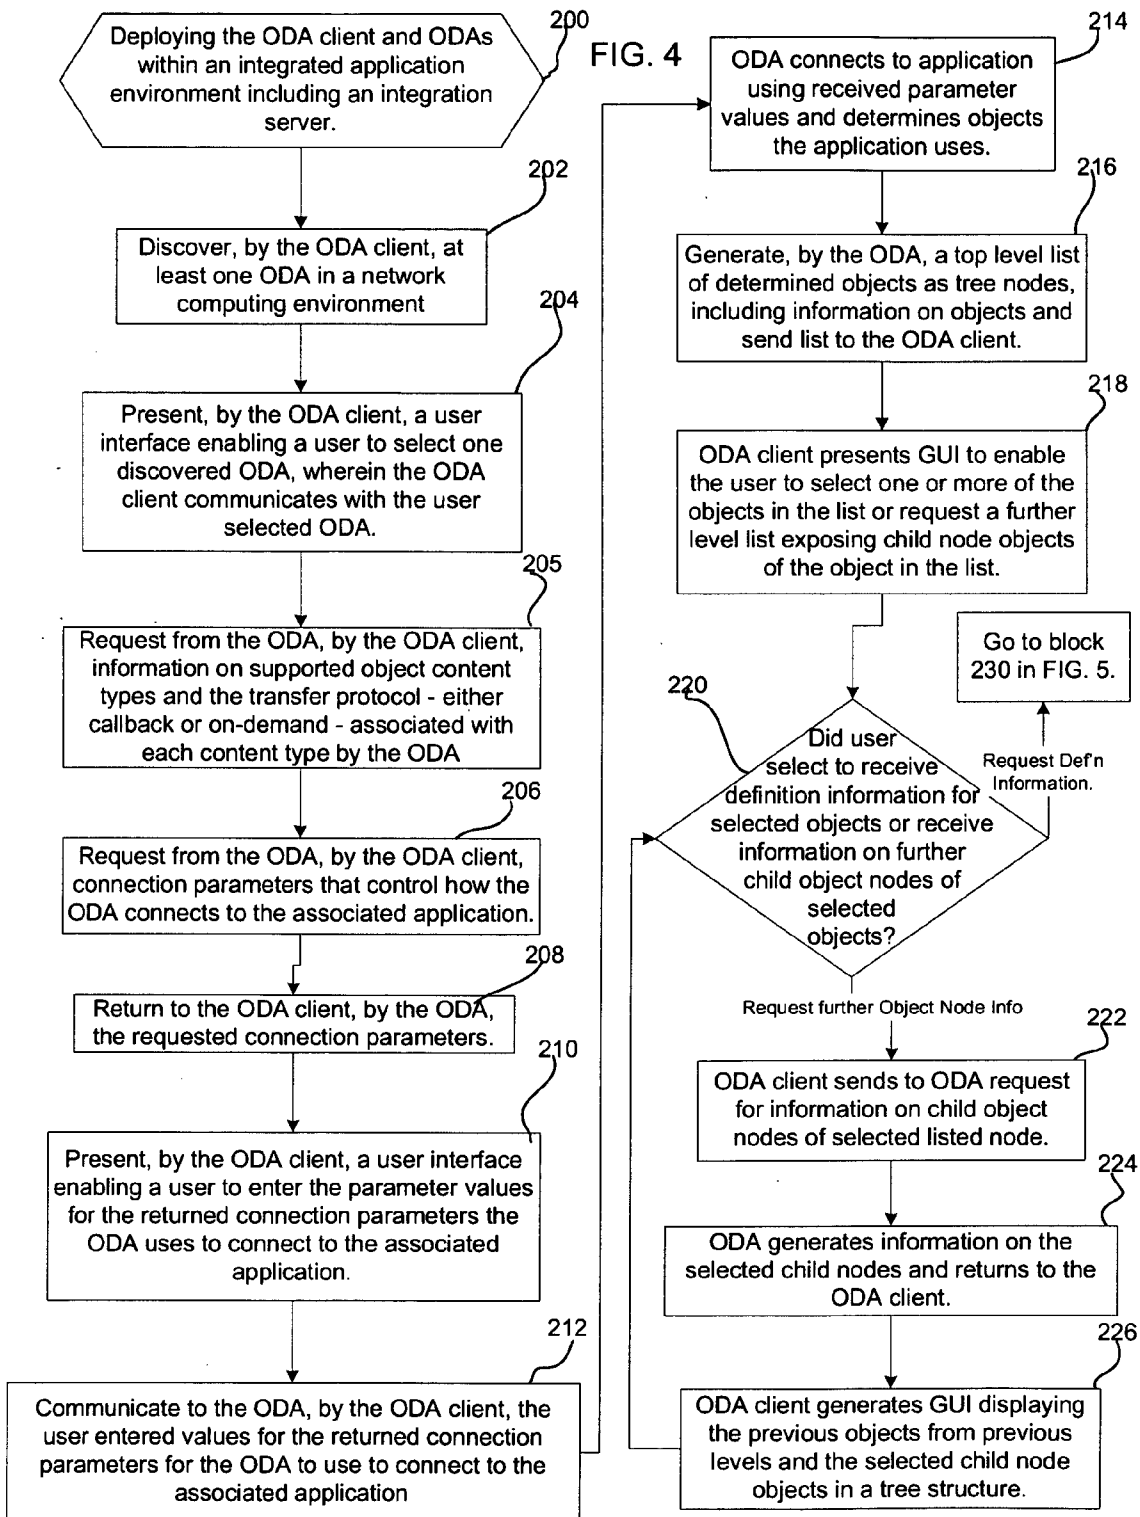 200
Deploying the ODA client and ODAs
within an integrated application
environment including an integration
server.
FIG. 4
202
Discover, by the ODA client, at
least one ODA in a network
computing environment
204
Present, by the ODA client, a user
interface enabling a user to select one
discovered ODA, wherein the ODA
client communicates with the user
selected ODA.
205
Request from the ODA, by the ODA client,
information on supported object content
types and the transfer protocol - either
callback or on-demand - associated with
each content type by the ODA
206
Request from the ODA, by the ODA client,
connection parameters that control how the
ODA connects to the associated application.
208
Return to the ODA client, by the ODA,
the requested connection parameters.
210
Present, by the ODA client, a user interface
enabling a user to enter the parameter values
for the returned connection parameters the
ODA uses to connect to the associated
application.
212
Communicate to the ODA, by the ODA client, the
user entered values for the returned connection
parameters for the ODA to use to connect to the
associated application
214
ODA connects to application
using received parameter
values and determines objects
the application uses.
216
Generate, by the ODA, a top level list
of determined objects as tree nodes,
including information on objects and
send list to the ODA client.
218
ODA client presents GUI to enable
the user to select one or more of the
objects in the list or request a further
level list exposing child node objects
of the object in the list.
Go to block
230 in FIG. 5.
220
Did user
select to receive
definition information for
selected objects or receive
information on further
child object nodes of
selected
objects?
Request Def'n
Information.
Request further Object Node Info
222
ODA client sends to ODA request
for information on child object
nodes of selected listed node.
224
ODA generates information on the
selected child nodes and returns to the
ODA client.
226
ODA client generates GUI displaying
the previous objects from previous
levels and the selected child node
objects in a tree structure.